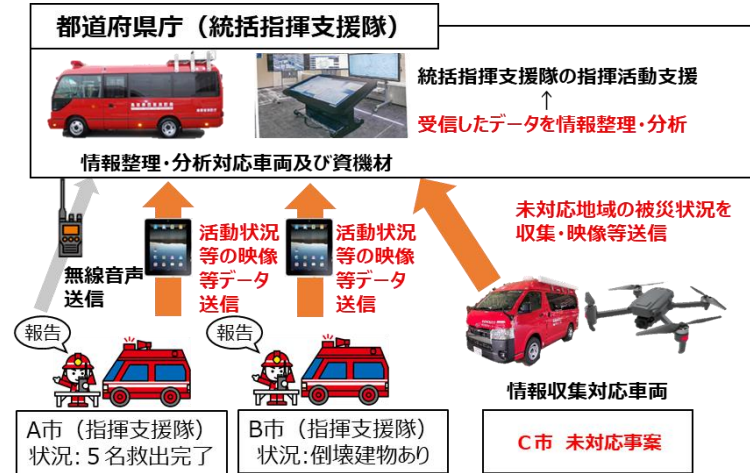 都道府県庁（統括指揮支援隊）
統括指揮支援隊の指揮活動支援
↑
受信したデータを情報整理・分析
情報整理・分析対応車両及び資機材
無線音声
送信
活動状況
等の映像
等データ
送信
活動状況
等の映像
等データ
送信
未対応地域の被災状況を
収集・映像等送信
報告
報告
情報収集対応車両
A市（指揮支援隊）
状況：５名救出完了
B市（指揮支援隊）
状況：倒壊建物あり
C市 未対応事案